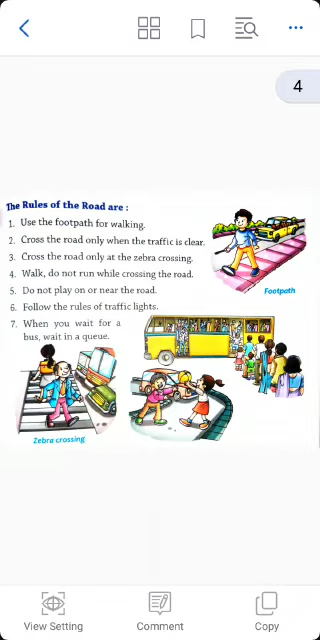 4
The Rules of the Road are :
1. Use the footpath for walking.
2. Cross the road only when the traffic is clear.
3. Cross the road only at the zebra crossing.
4. Walk, do not run while crossing the road.
5. Do not play on or near the road.
Footpath
6. Follow the rules of traffic lights.
7. When you wait for a
bus, wait in a queue.
Zebra crossing
View Setting
Comment
Copy